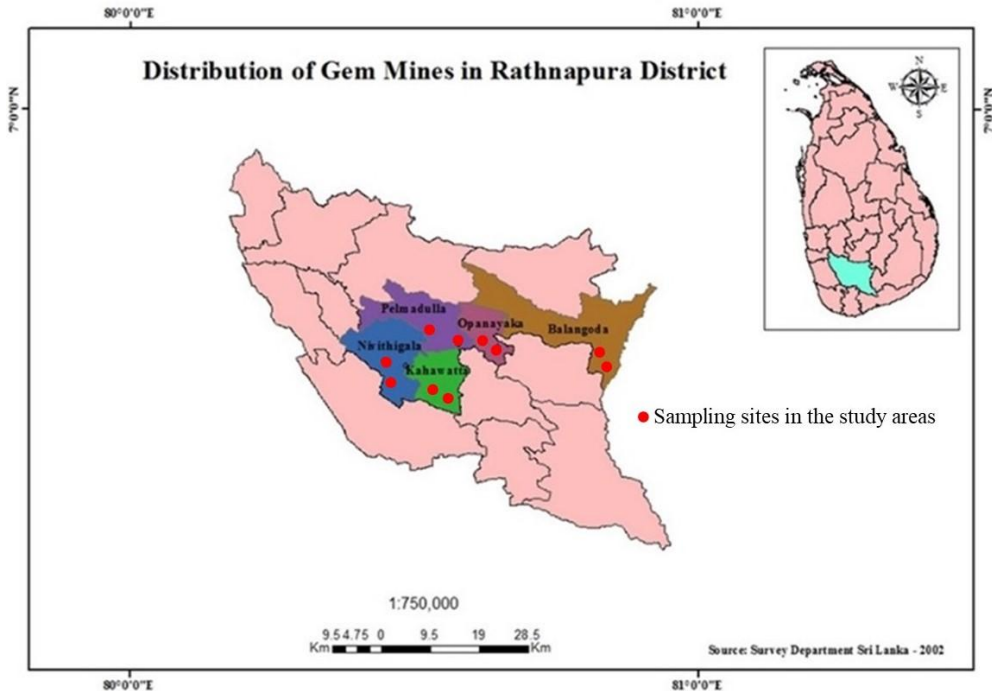 80°0'0"E 81°0'0"E
7°0'0"N 7°0'0"N
Distribution of Gem Mines in Rathnapura District
N
W E
S
Pelmadulla
Opanayaka
Balangoda
Nivithigala
Kahawatta
Sampling sites in the study areas
1:750,000
9.5 4.75 0 9.5 19 28.5
Km Km
Source: Survey Department Sri Lanka - 2002
80°0'0"E 81°0'0"E